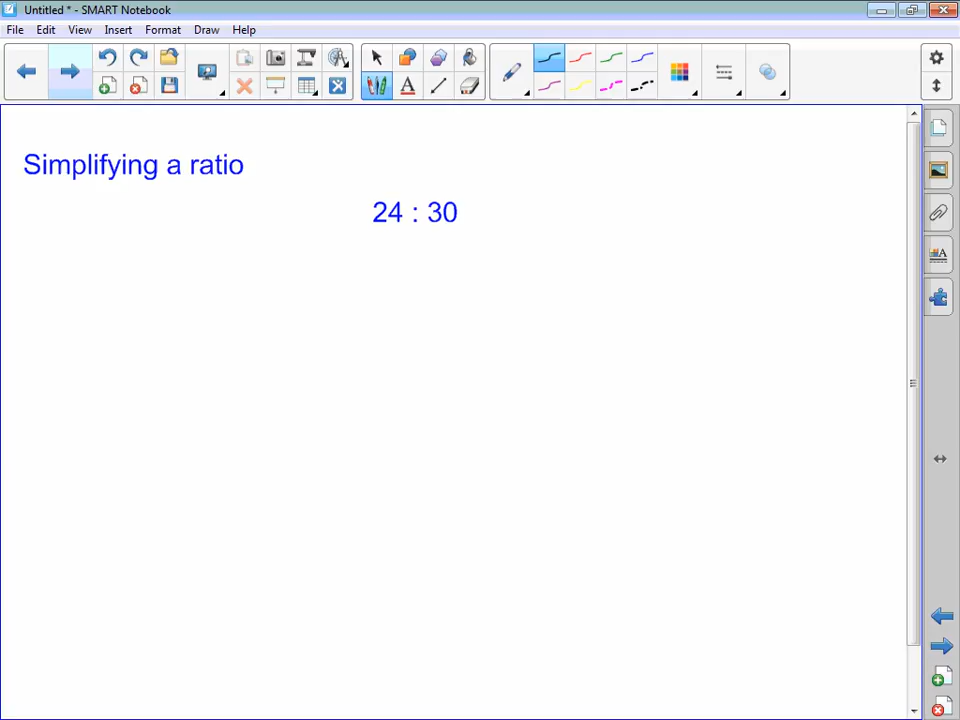 Untitled * - SMART Notebook
File Edit View Insert Format Draw Help
Simplifying a ratio
24 : 30